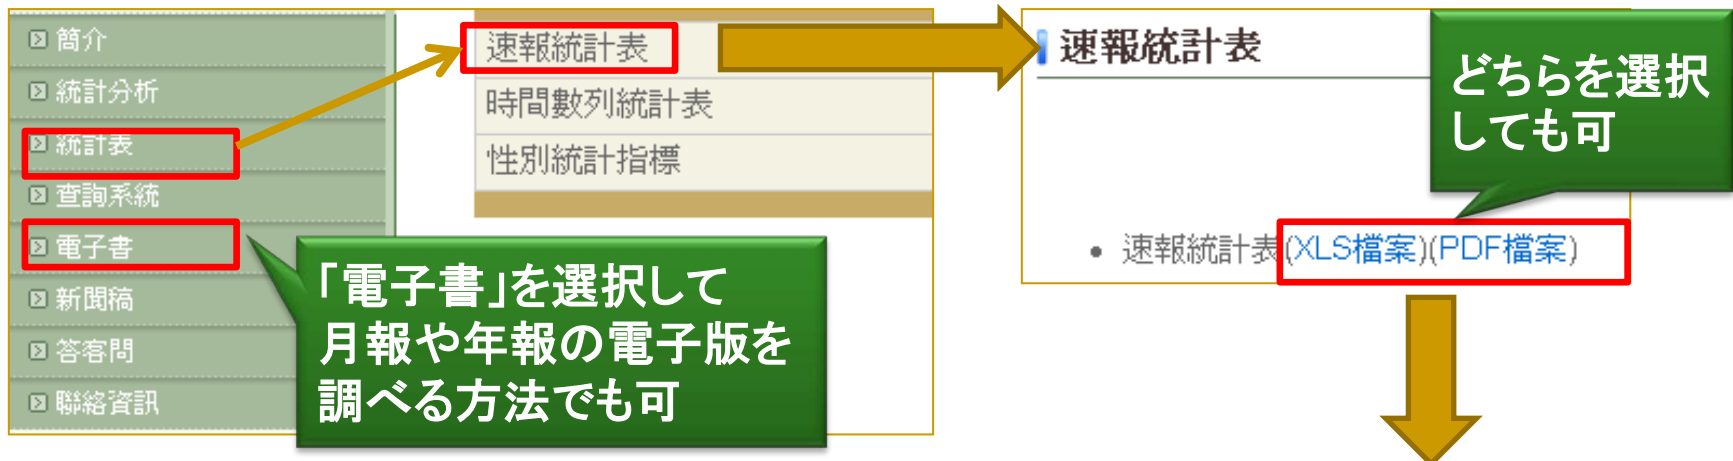 簡介
統計分析
統計表
查詢系統
電子書
新聞稿
答客問
聯絡資訊
速報統計表
時間數列統計表
性別統計指標
「電子書」を選択して
月報や年報の電子版を
調べる方法でも可
速報統計表
どちらを選択
しても可
• 速報統計表(XLS檔案)(PDF檔案)